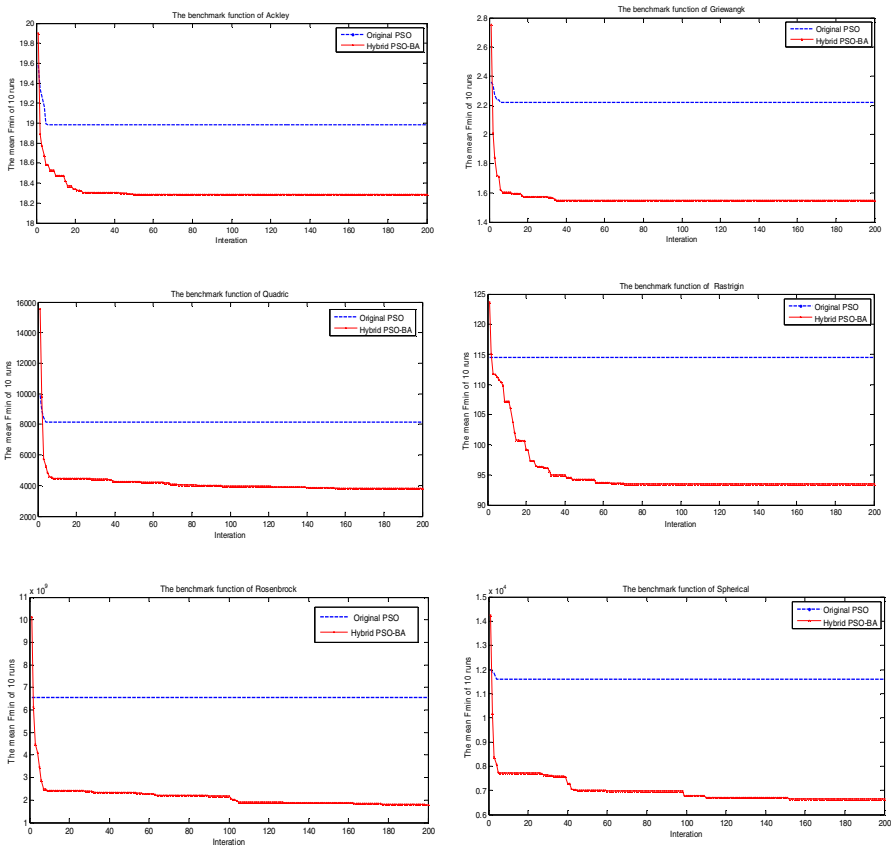 The benchmark function of Ackley
20
19.8
19.6
19.4
19.2
19
18.8
18.6
18.4
18.2
18
The mean Fmin of 10 runs
Original PSO
Hybrid PSO-BA
0 20 40 60 80 100 120 140 160 180 200
Interation
The benchmark function of Griewangk
2.8
2.6
2.4
2.2
2
1.8
1.6
1.4
The mean Fmin of 10 runs
Original PSO
Hybrid PSO-BA
0 20 40 60 80 100 120 140 160 180 200
Interation
The benchmark function of Quadric
16000
14000
12000
10000
8000
6000
4000
2000
The mean Fmin of 10 runs
Original PSO
Hybrid PSO-BA
0 20 40 60 80 100 120 140 160 180 200
Interation
The benchmark function of Rastrigin
125
120
115
110
105
100
95
90
The mean Fmin of 10 runs
Original PSO
Hybrid PSO-BA
0 20 40 60 80 100 120 140 160 180 200
Interation
x 10^9
The benchmark function of Rosenbrock
11
10
9
8
7
6
5
4
3
2
1
The mean Fmin of 10 runs
Original PSO
Hybrid PSO-BA
0 20 40 60 80 100 120 140 160 180 200
Interation
x 10^4
The benchmark function of Spherical
1.5
1.4
1.3
1.2
1.1
1
0.9
0.8
0.7
0.6
The mean Fmin of 10 runs
Original PSO
Hybrid PSO-BA
0 20 40 60 80 100 120 140 160 180 200
Interation